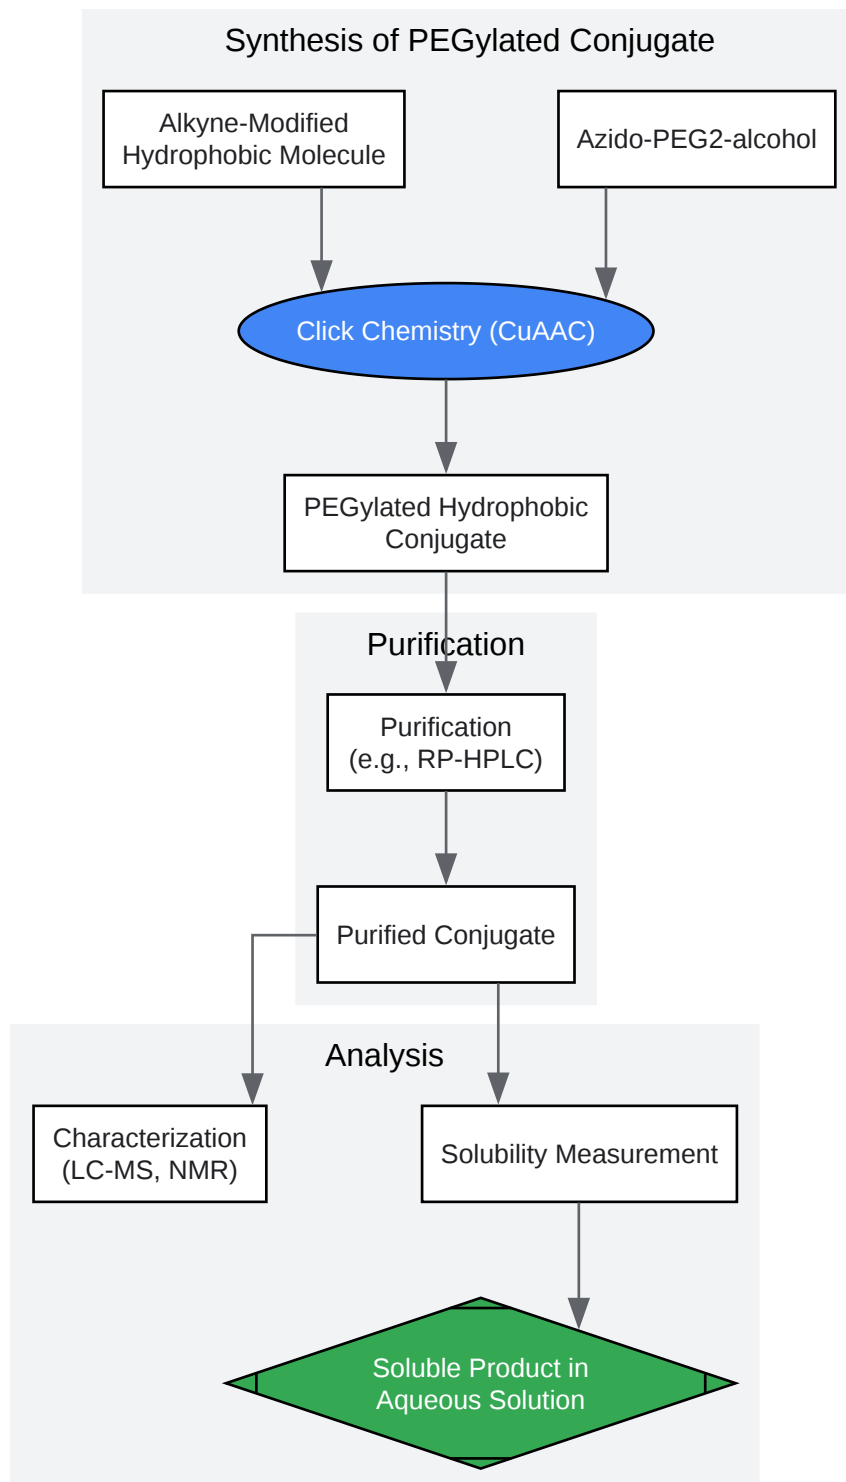 Synthesis of PEGylated Conjugate
Alkyne-Modified
Hydrophobic Molecule
Azido-PEG2-alcohol
Click Chemistry (CuAAC)
PEGylated Hydrophobic
Conjugate
Purification
Purification
(e.g., RP-HPLC)
Purified Conjugate
Analysis
Characterization
(LC-MS, NMR)
Solubility Measurement
Soluble Product in
Aqueous Solution